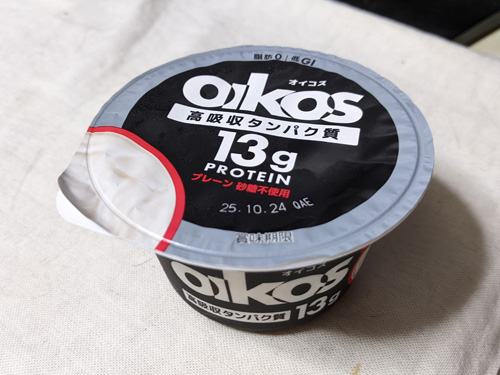 脂肪0/低GI
オイコス
OIKOS
高吸収タンパク質
13g
PROTEIN
プレーン 砂糖不使用
25.10.24 OAE
賞味期限
オイコス
OIKOS
高吸収タンパク質 13g